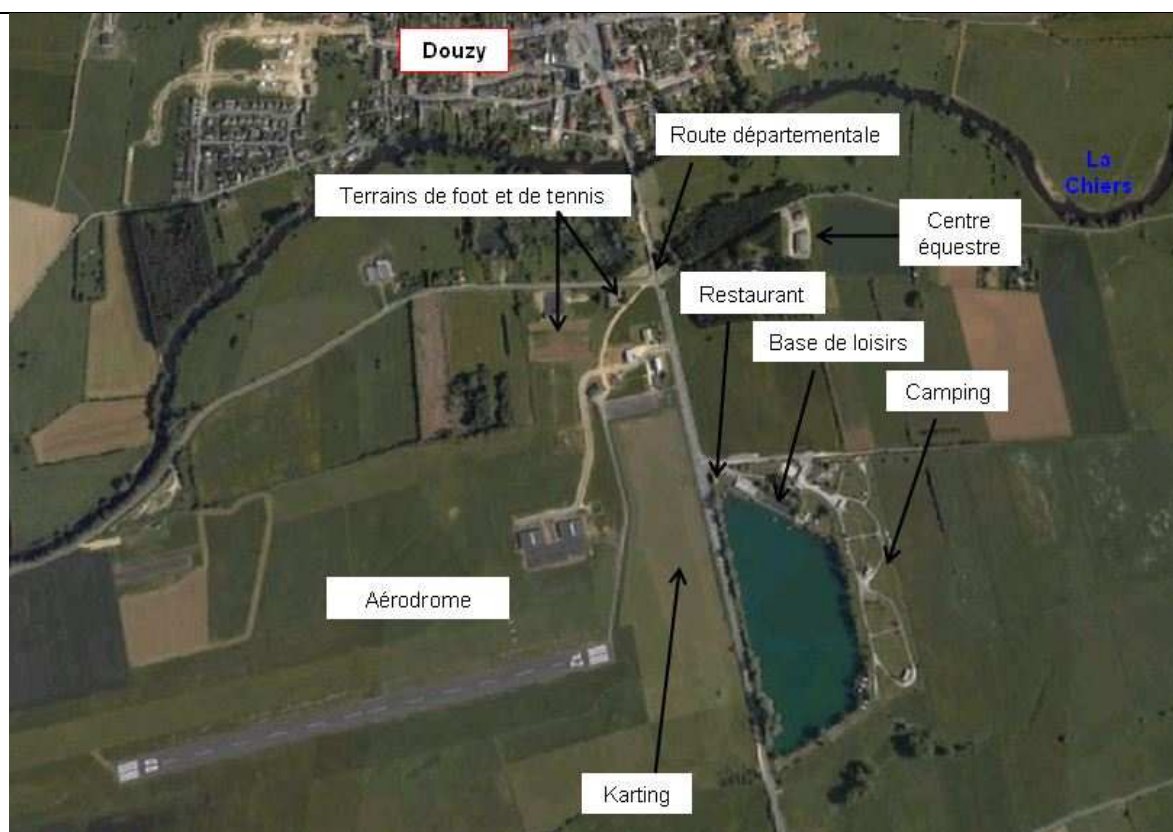 Douzy
Route départementale
La
Chiers
Terrains de foot et de tennis
Centre
équestre
Restaurant
Base de loisirs
Camping
Aérodrome
Karting